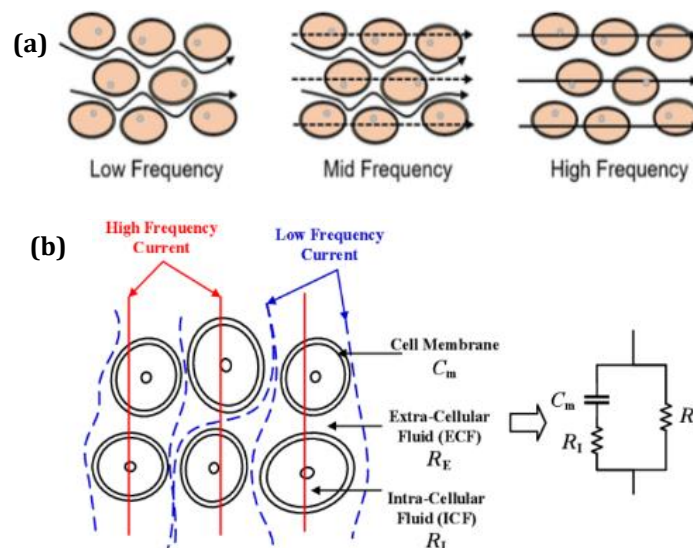 (a)
Low Frequency
Mid Frequency
High Frequency
(b)
High Frequency
Current
Low Frequency
Current
Cell Membrane
Cm
Extra-Cellular
Fluid (ECF)
RE
Intra-Cellular
Fluid (ICF)
RI
Cm
RI
R